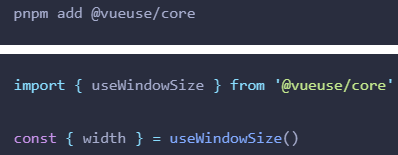 pnpm add @vueuse/core
import { useWindowSize } from '@vueuse/core'
const { width } = useWindowSize()